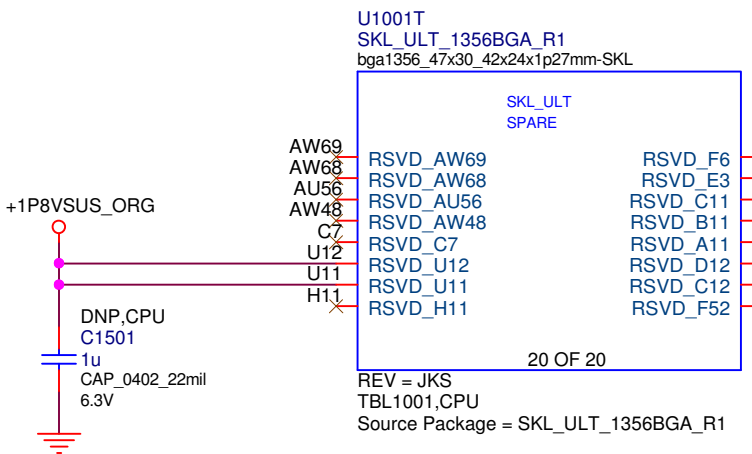 U1001T
SKL_ULT_1356BGA_R1
bga1356_47x30_42x24x1p27mm-SKL
SKL_ULT
SPARE
AW69 RSVD_AW69 RSVD_F6
AW68 RSVD_AW68 RSVD_E3
AU56 RSVD_AU56 RSVD_C11
AW48 RSVD_AW48 RSVD_B11
C7 RSVD_C7 RSVD_A11
U12 RSVD_U12 RSVD_D12
U11 RSVD_U11 RSVD_C12
H11 RSVD_H11 RSVD_F52
+1P8VSUS_ORG
DNP,CPU
C1501
1u
CAP_0402_22mil
6.3V
20 OF 20
REV = JKS
TBL1001,CPU
Source Package = SKL_ULT_1356BGA_R1